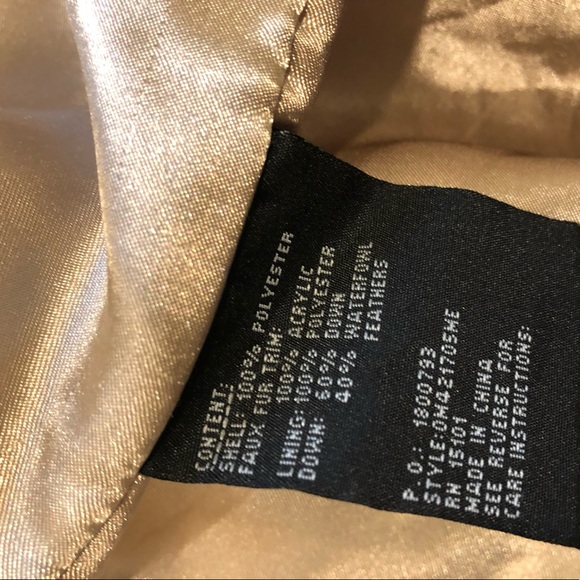 CONTENT:
SHELL: 100% POLYESTER
FAUX FUR TRIM:
100% ACRYLIC
LINING: 100% POLYESTER
DOWN: 60% DOWN
40% WATERFOWL
FEATHERS
P.O.: 1800793
STYLE:OM42170SME
RN 15101
MADE IN CHINA
SEE REVERSE FOR
CARE INSTRUCTIONS: